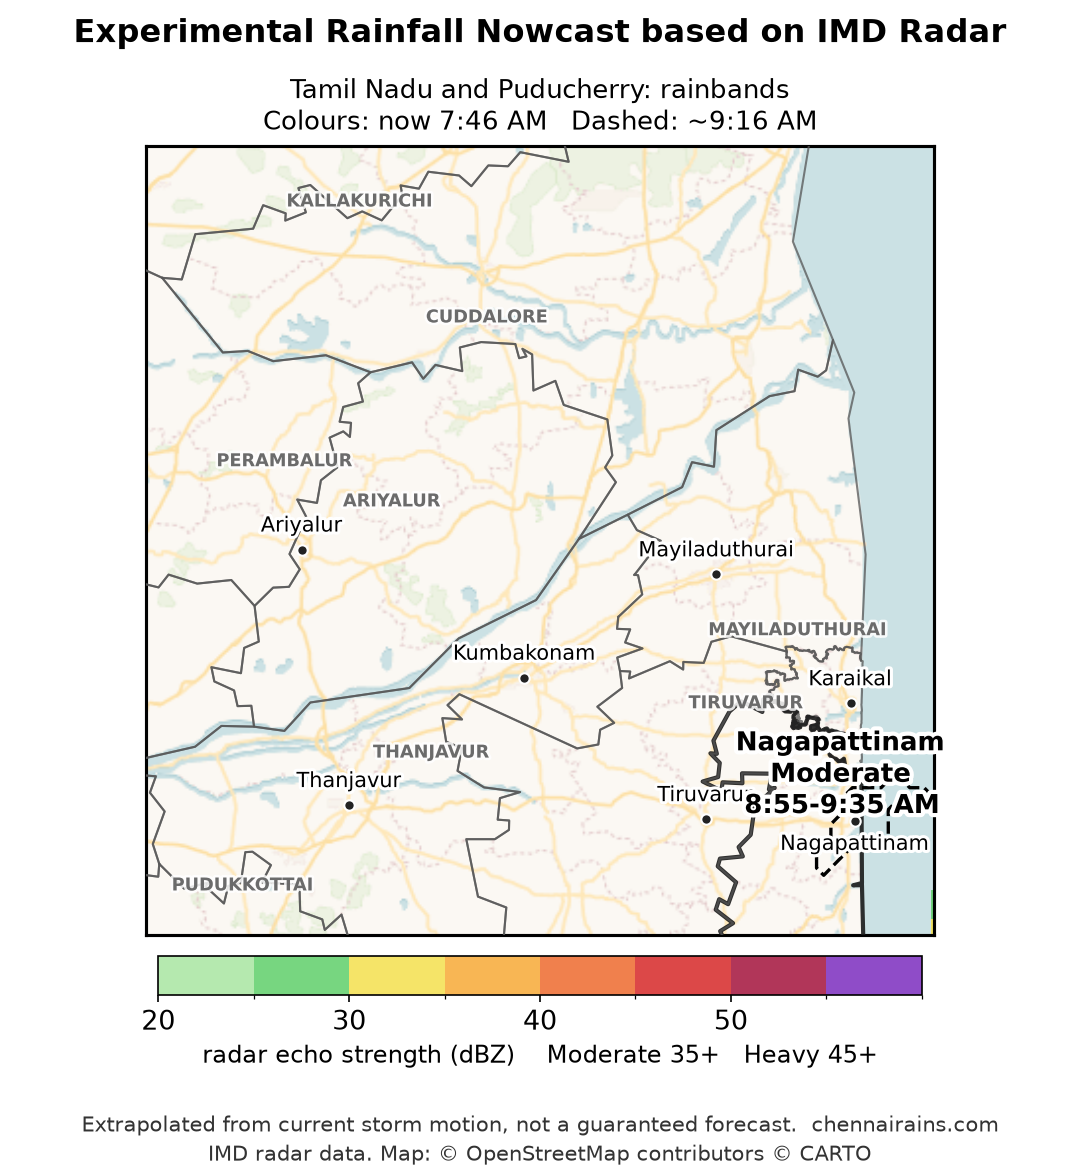 Experimental Rainfall Nowcast based on IMD Radar
Tamil Nadu and Puducherry: rainbands
Colours: now 7:46 AM   Dashed: ~9:16 AM
KALLAKURICHI
CUDDALORE
PERAMBALUR
ARIYALUR
Ariyalur
Mayiladuthurai
MAYILADUTHURAI
Kumbakonam
Karaikal
TIRUVARUR
Nagapattinam
Moderate
8:55-9:35 AM
THANJAVUR
Thanjavur
Tiruvarur
Nagapattinam
PUDUKKOTTAI
20 30 40 50
radar echo strength (dBZ)   Moderate 35+   Heavy 45+
Extrapolated from current storm motion, not a guaranteed forecast.  chennairains.com
IMD radar data. Map: © OpenStreetMap contributors © CARTO